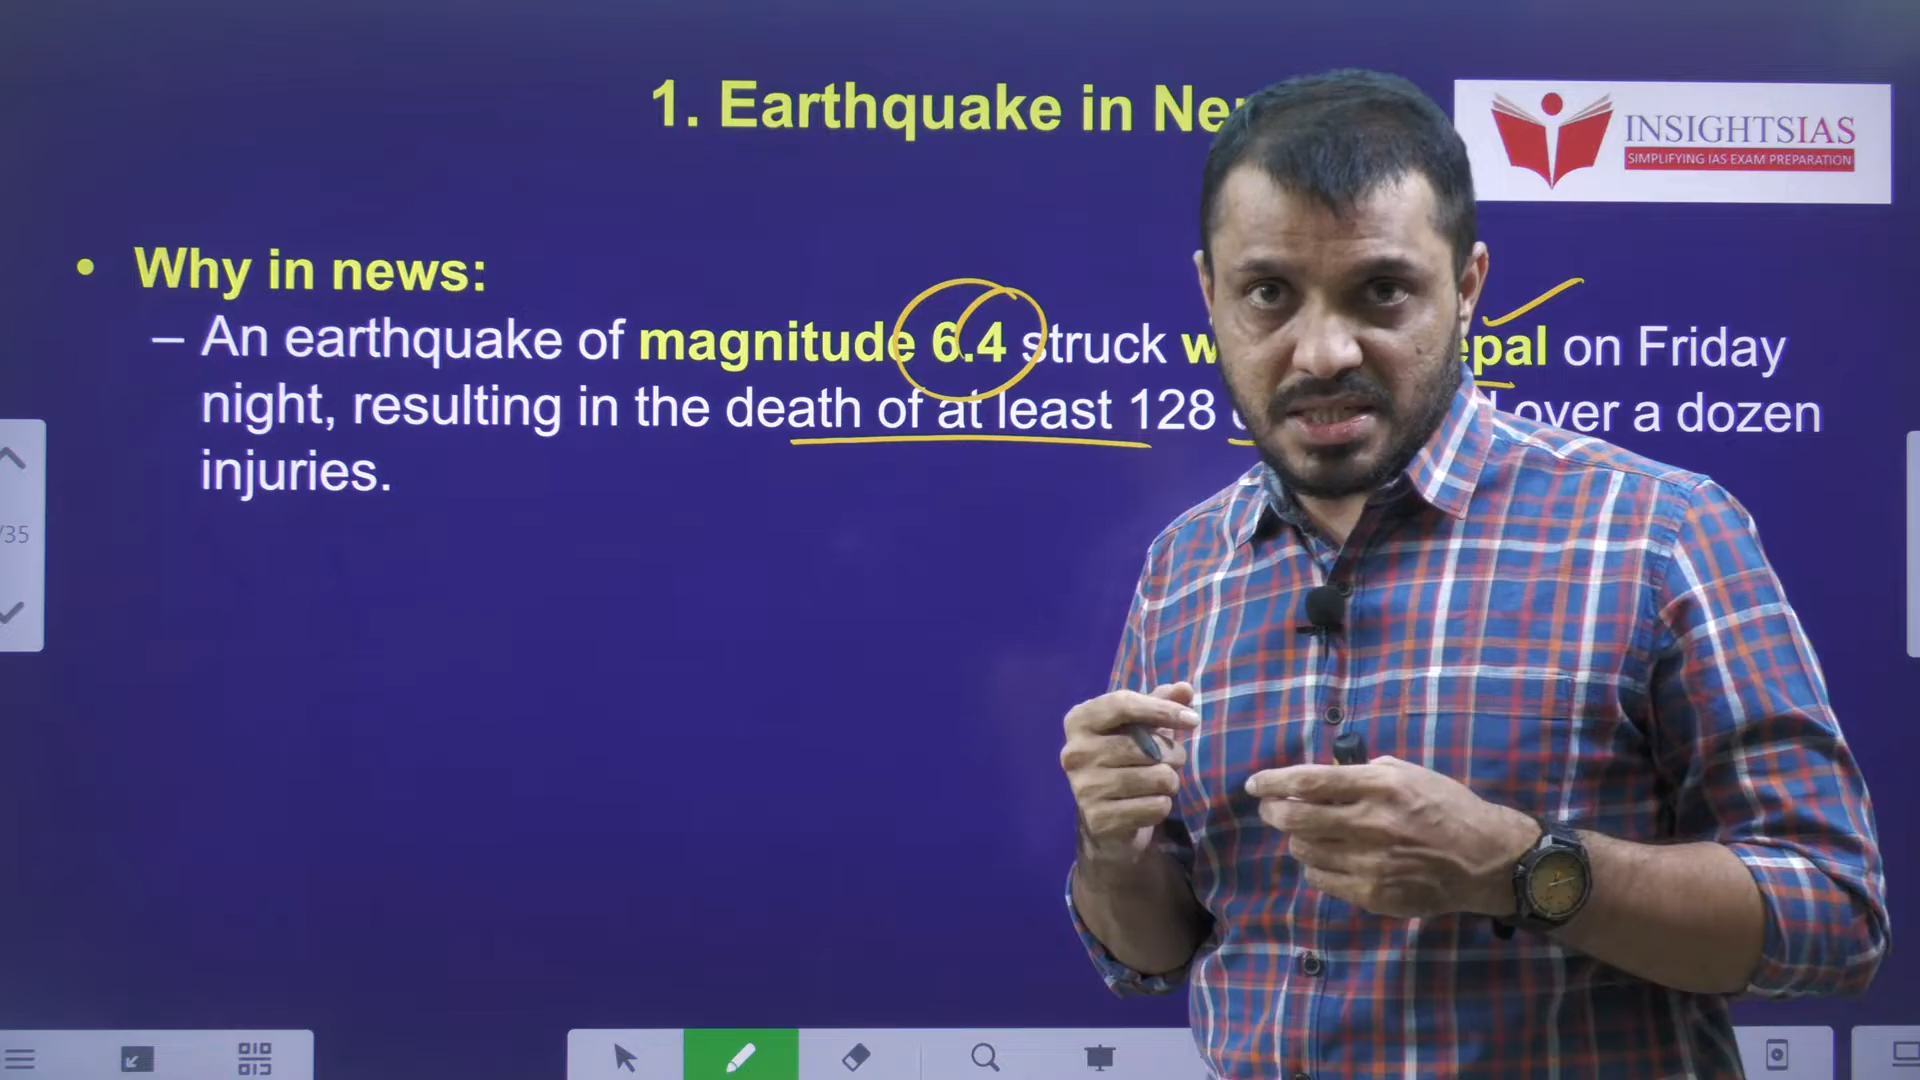 1. Earthquake in Ne
INSIGHTSIAS
SIMPLIFYING IAS EXAM PREPARATION
• Why in news:
– An earthquake of magnitude 6.4 struck w epal on Friday
night, resulting in the death of at least 128 over a dozen
injuries.
/35